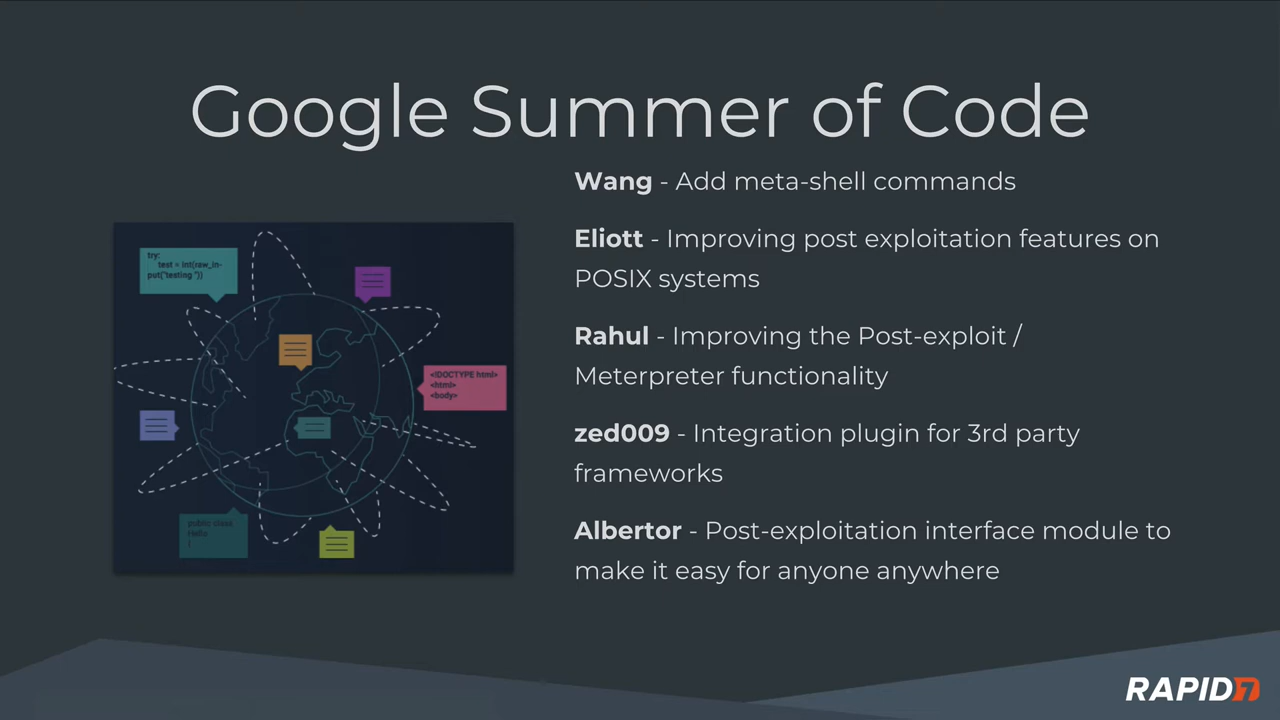 Google Summer of Code
Wang - Add meta-shell commands
Eliott - Improving post exploitation features on
POSIX systems
Rahul - Improving the Post-exploit /
Meterpreter functionality
zed009 - Integration plugin for 3rd party
frameworks
Albertor - Post-exploitation interface module to
make it easy for anyone anywhere
try:
test = int(raw_in-
put("testing "))
<!DOCTYPE html>
<html>
<body>
public class
Hello
{
RAPID7